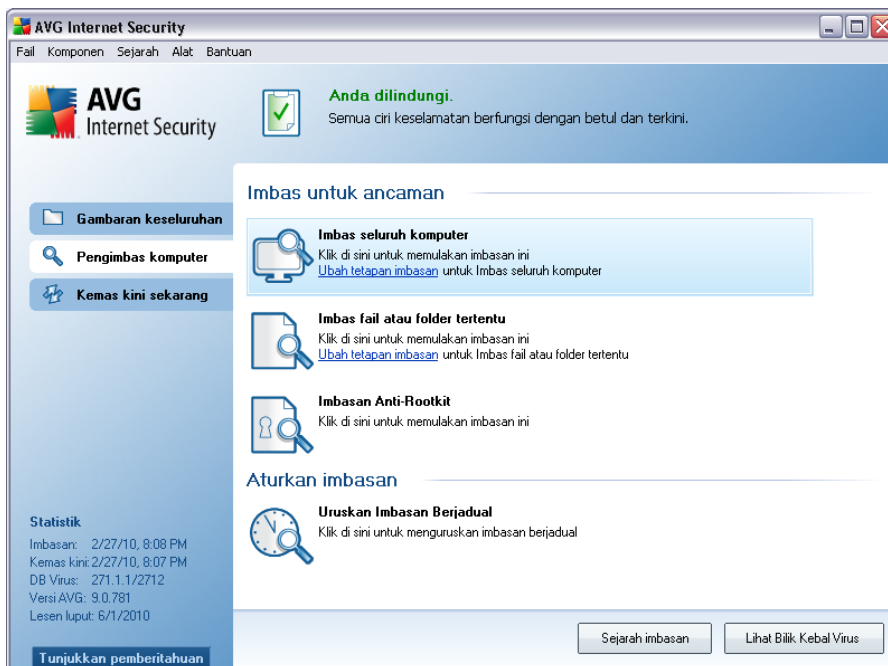 AVG Internet Security
Fail Komponen Sejarah Alat Bantuan
AVG
Internet Security
Anda dilindungi.
Semua ciri keselamatan berfungsi dengan betul dan terkini.
Gambaran keseluruhan
Pengimbas komputer
Kemas kini sekarang
Imbas untuk ancaman
Imbas seluruh komputer
Klik di sini untuk memulakan imbasan ini
Ubah tetapan imbasan untuk Imbas seluruh komputer
Imbas fail atau folder tertentu
Klik di sini untuk memulakan imbasan ini
Ubah tetapan imbasan untuk Imbas fail atau folder tertentu
Imbasan Anti-Rootkit
Klik di sini untuk memulakan imbasan ini
Aturkan imbasan
Uruskan Imbasan Berjadual
Klik di sini untuk menguruskan imbasan berjadual
Statistik
Imbasan: 2/27/10, 8:08 PM
Kemas kini: 2/27/10, 8:07 PM
DB Virus: 271.1.1/2712
Versi AVG: 9.0.781
Lesen luput: 6/1/2010
Tunjukkan pemberitahuan
Sejarah imbasan
Lihat Bilik Kebal Virus